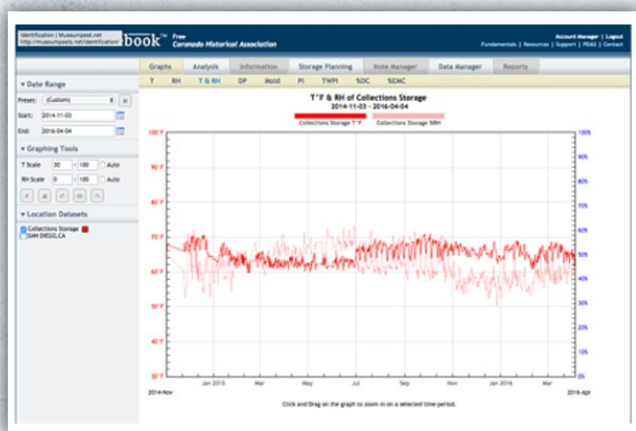 Identification | Museumpest.net
http://museumpests.net/identification/
book™ Free
Coronado Historical Association
Account Manager | Logout
Fundamentals | Resources | Support | PEM2 | Contact
Graphs Analysis Information Storage Planning Note Manager Data Manager Reports
T RH T & RH DP Mold PI TWPI %DC %EMC
▼ Date Range
Preset: (Custom)
Start: 2014-11-03
End: 2016-04-04
▼ Graphing Tools
T Scale 30 - 100 Auto
RH Scale 0 - 100 Auto
▼ Location Datasets
Collections Storage
SAN DIEGO,CA
T°F & RH of Collections Storage
2014-11-03 - 2016-04-04
Collections Storage T°F Collections Storage %RH
100°F 100%
90%
90°F
80%
80°F
70%
60%
70°F
50%
60°F
40%
30%
50°F
20%
40°F
10%
30°F 0%
Jan 2015 Mar May Jul Sep Nov Jan 2016 Mar
2014-Nov 2016-Apr
Click and Drag on the graph to zoom in on a selected time period.